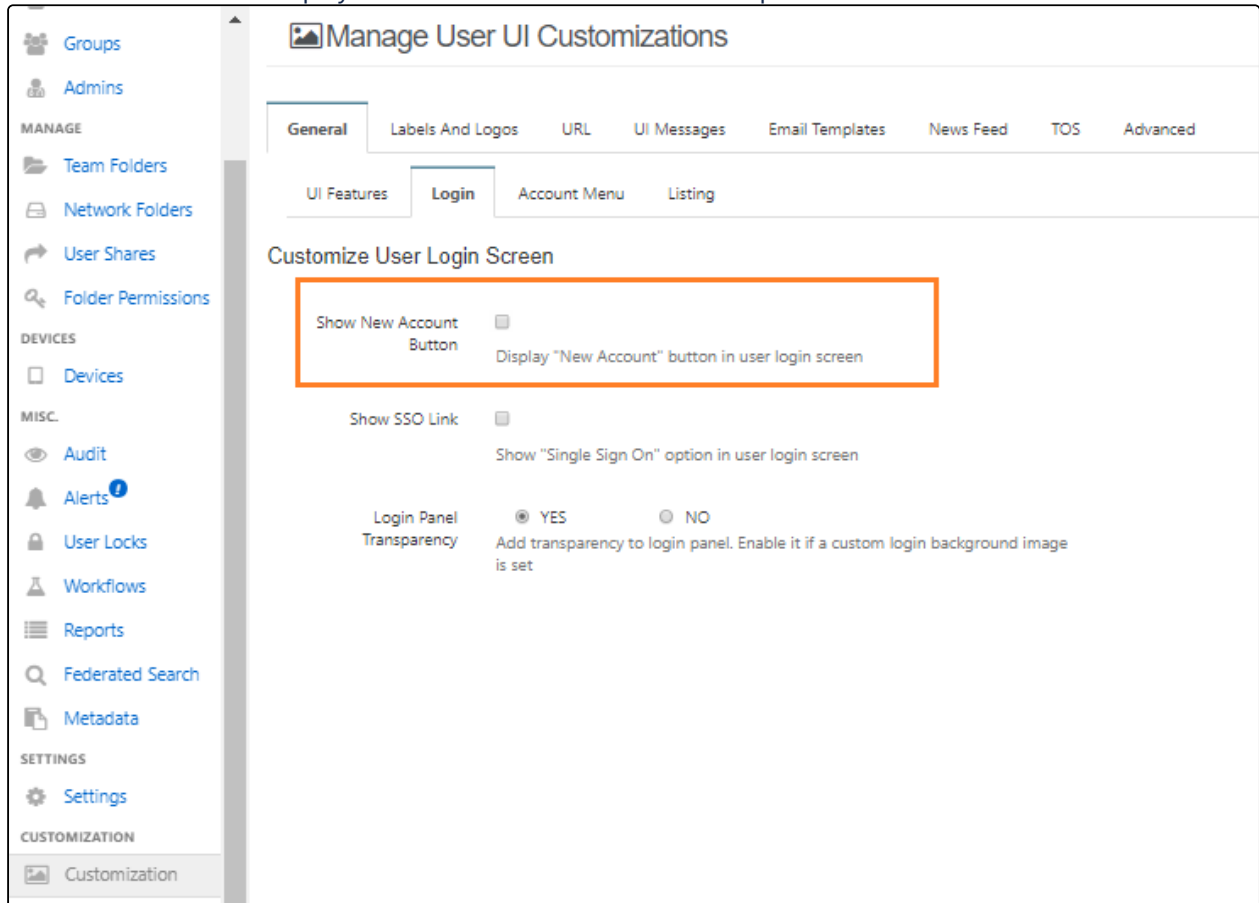 Groups
Admins
MANAGE
Team Folders
Network Folders
User Shares
Folder Permissions
DEVICES
Devices
MISC.
Audit
Alerts
User Locks
Workflows
Reports
Federated Search
Metadata
SETTINGS
Settings
CUSTOMIZATION
Customization
Manage User UI Customizations
General Labels And Logos URL UI Messages Email Templates News Feed TOS Advanced
UI Features Login Account Menu Listing
Customize User Login Screen
Show New Account
Button
Display "New Account" button in user login screen
Show SSO Link
Show "Single Sign On" option in user login screen
Login Panel
Transparency
YES NO
Add transparency to login panel. Enable it if a custom login background image
is set